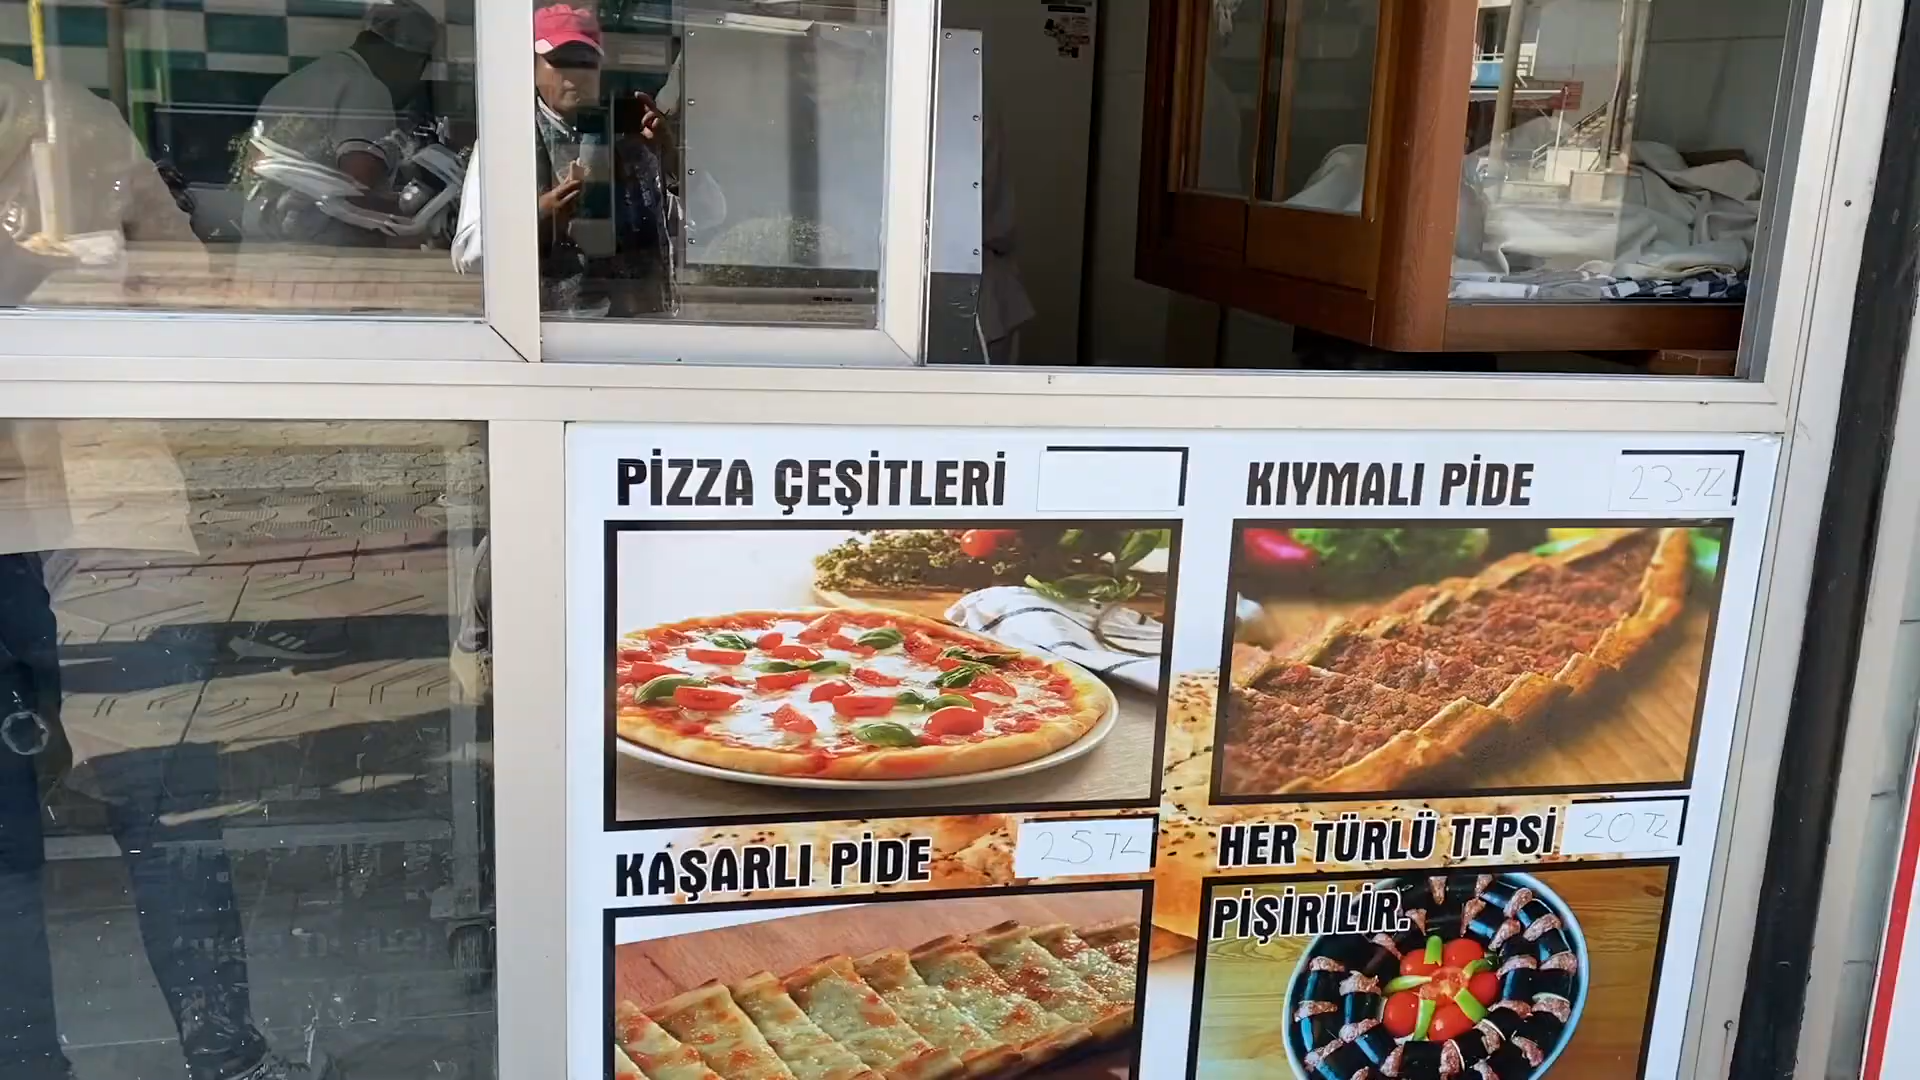 PİZZA ÇEŞİTLERİ
KIYMALI PİDE 23.TL
KAŞARLI PİDE 25 TL
HER TÜRLÜ TEPSİ 20 TL
PİŞİRİLİR.